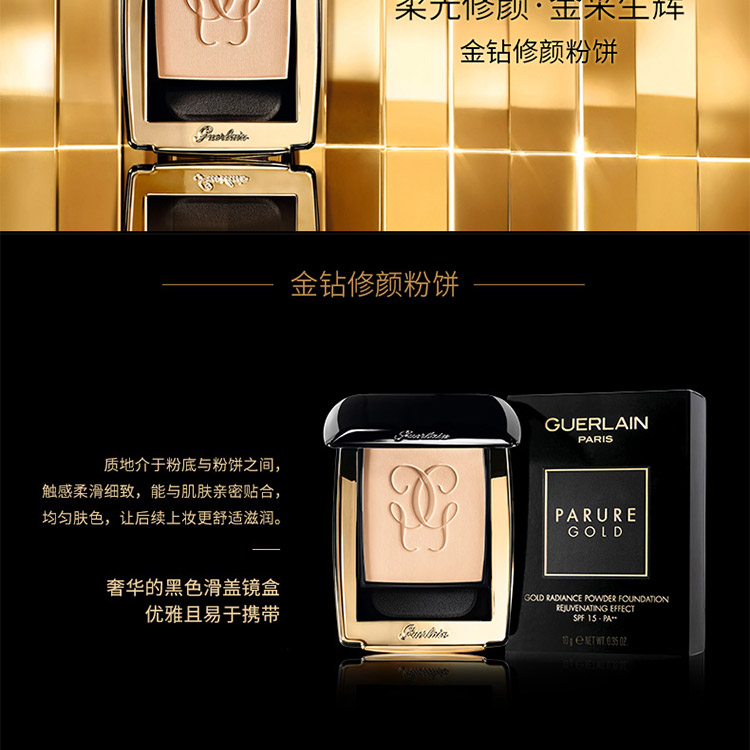 柔光修颜·金采生辉
金钻修颜粉饼
Guerlain
金钻修颜粉饼
Guerlain
GUERLAIN
PARIS
质地介于粉底与粉饼之间，
触感柔滑细致，能与肌肤亲密贴合，
均匀肤色，让后续上妆更舒适滋润。
PARURE
GOLD
奢华的黑色滑盖镜盒
优雅且易于携带
GOLD RADIANCE POWDER FOUNDATION
REJUVENATING EFFECT
SPF 15 - PA++
Guerlain
10 g e NET WT. 0.35 OZ.